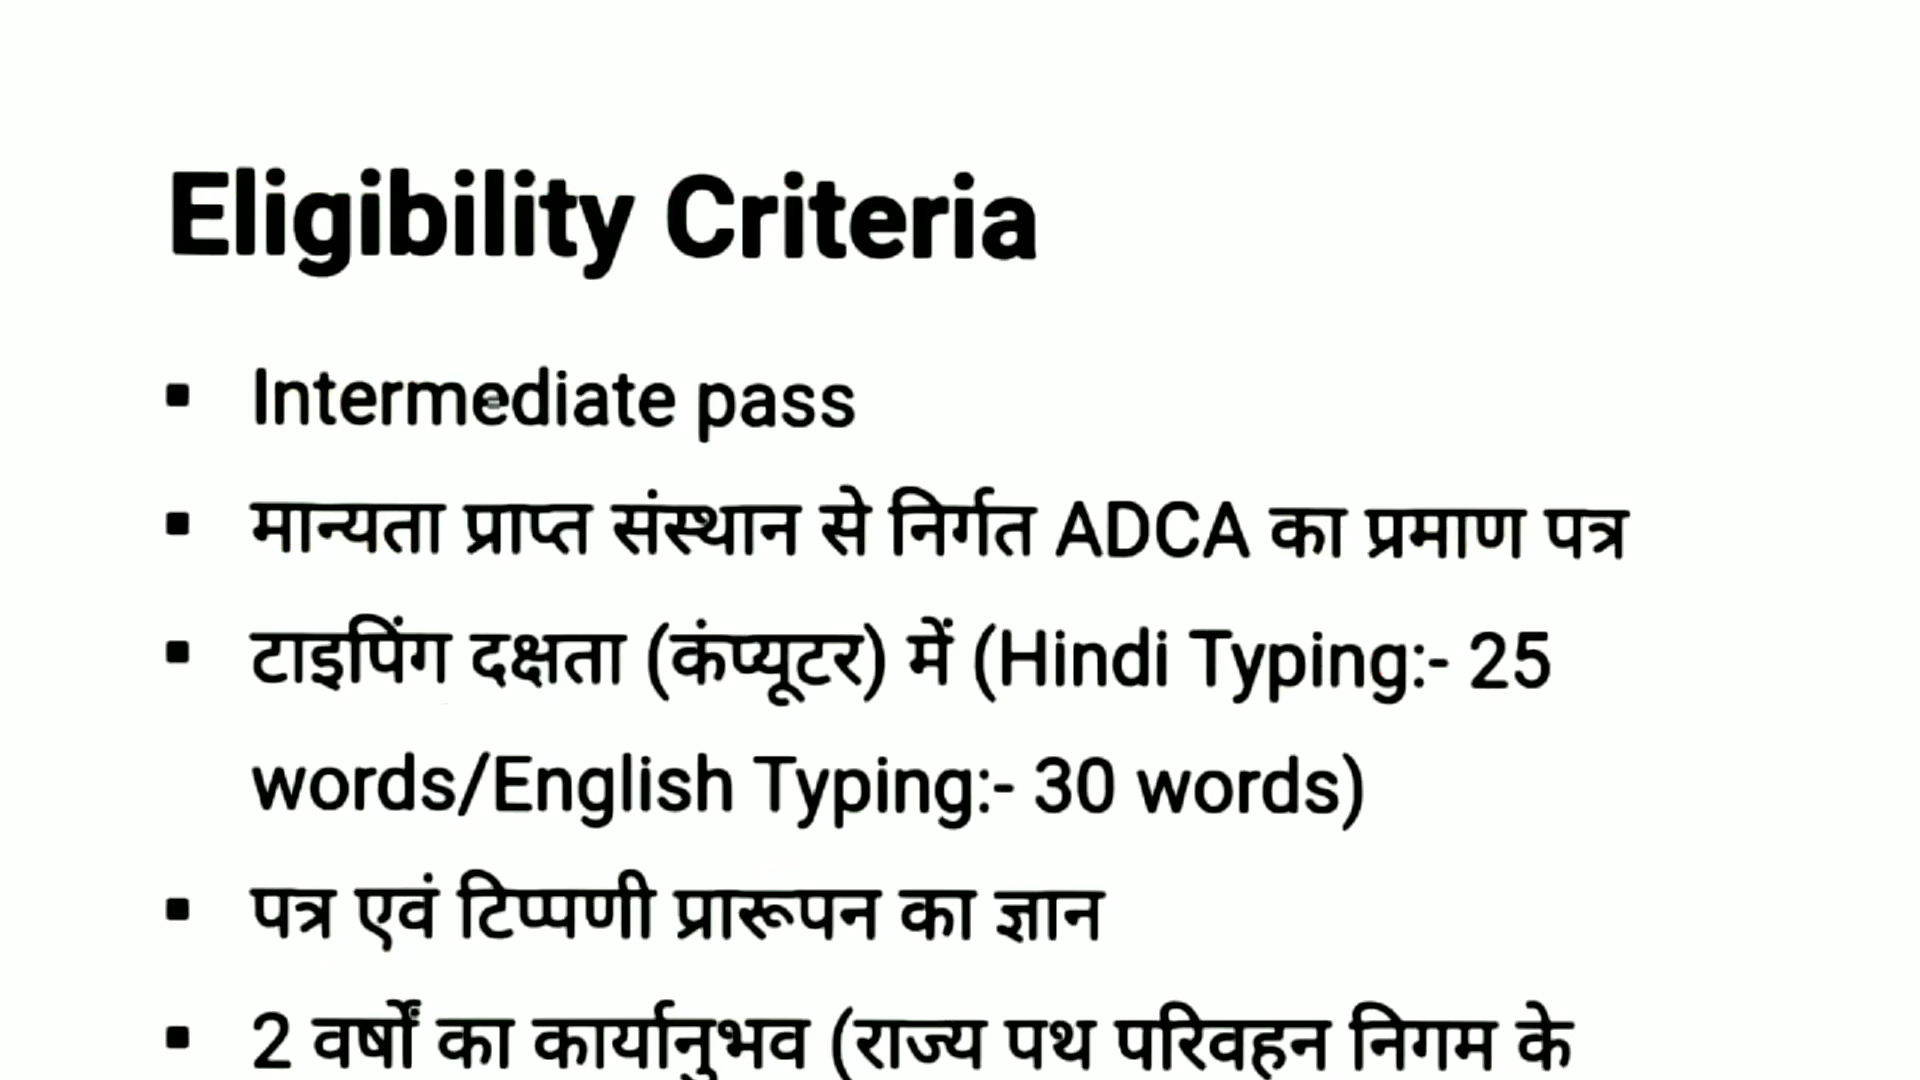 Eligibility Criteria
▪ Intermediate pass
▪ मान्यता प्राप्त संस्थान से निर्गत ADCA का प्रमाण पत्र
▪ टाइपिंग दक्षता (कंप्यूटर) में (Hindi Typing:- 25
words/English Typing:- 30 words)
▪ पत्र एवं टिप्पणी प्रारूपन का ज्ञान
▪ 2 वर्षों का कार्यानुभव (राज्य पथ परिवहन निगम के